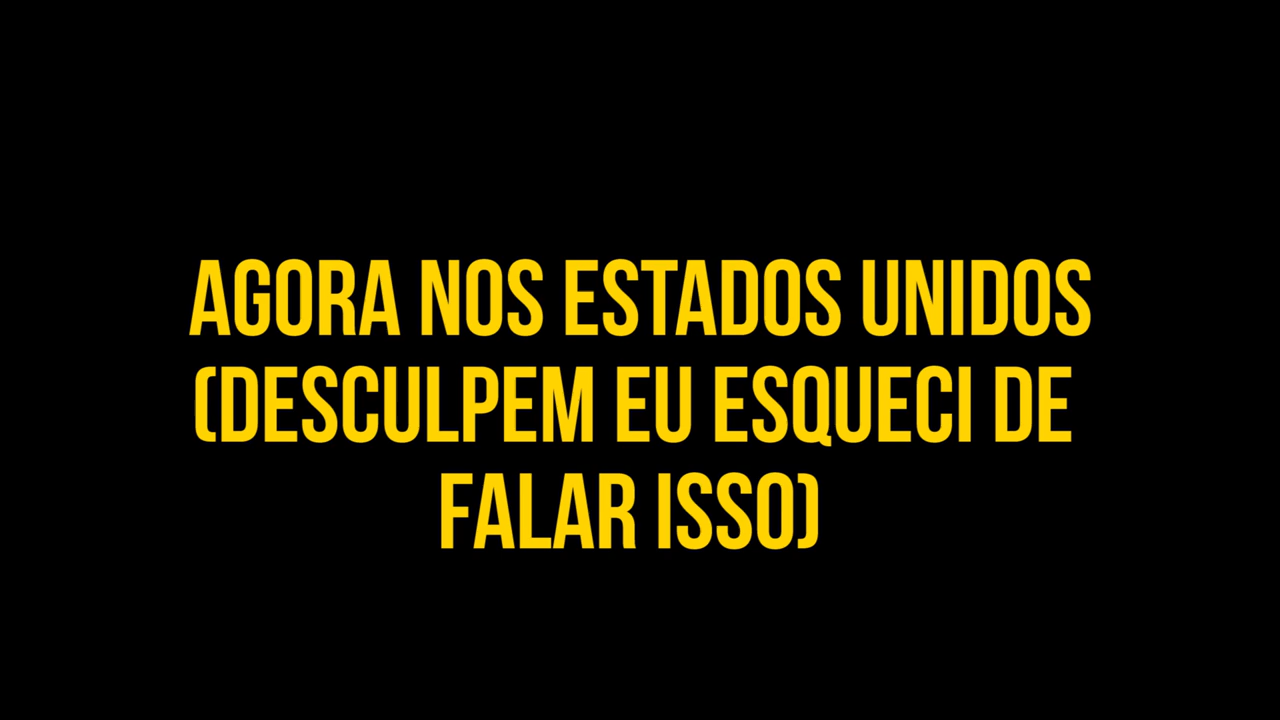 AGORA NOS ESTADOS UNIDOS
(DESCULPEM EU ESQUECI DE
FALAR ISSO)